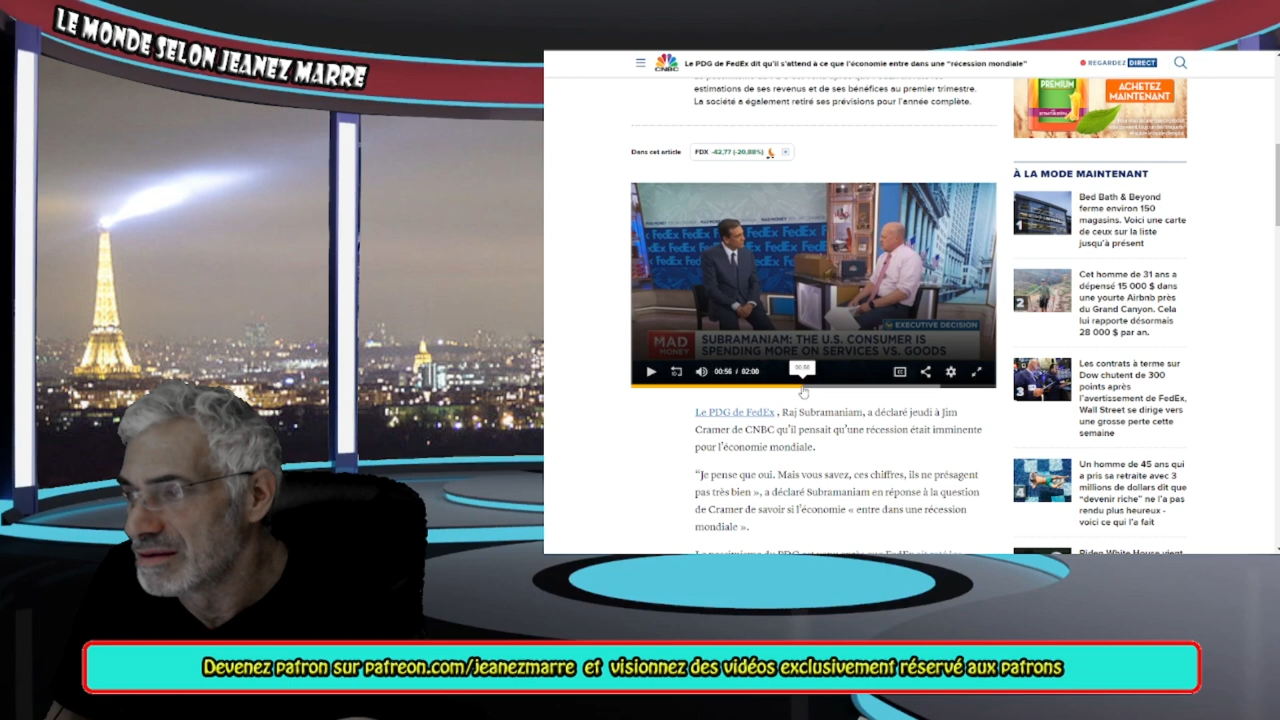 LE MONDE SELON JEANEZ MARRE
CNBC
Le PDG de FedEx dit qu'il s'attend à ce que l'économie entre dans une "récession mondiale"
REGARDEZ DIRECT
estimations de ses revenus et de ses bénéfices au premier trimestre.
La société a également retiré ses prévisions pour l'année complète.
Dans cet article
FDX -42,77 (-20,88%)
FedEx
SUBRAMANIAM: THE U.S. CONSUMER IS
SPENDING MORE ON SERVICES VS. GOODS
MAD
MONEY
EXECUTIVE DECISION
00:56 / 02:00
00:56
Le PDG de FedEx , Raj Subramaniam, a déclaré jeudi à Jim
Cramer de CNBC qu'il pensait qu'une récession était imminente
pour l'économie mondiale.
"Je pense que oui. Mais vous savez, ces chiffres, ils ne présagent
pas très bien », a déclaré Subramaniam en réponse à la question
de Cramer de savoir si l'économie « entre dans une récession
mondiale ».
PREMIUM
ACHETEZ
MAINTENANT
À LA MODE MAINTENANT
1
Bed Bath & Beyond
ferme environ 150
magasins. Voici une carte
de ceux sur la liste
jusqu'à présent
2
Cet homme de 31 ans a
dépensé 15 000 $ dans
une yourte Airbnb près
du Grand Canyon. Cela
lui rapporte désormais
28 000 $ par an.
3
Les contrats à terme sur
Dow chutent de 300
points après
l'avertissement de FedEx,
Wall Street se dirige vers
une grosse perte cette
semaine
4
Un homme de 45 ans qui
a pris sa retraite avec 3
millions de dollars dit que
"devenir riche" ne l'a pas
rendu plus heureux -
voici ce qui l'a fait
Devenez patron sur patreon.com/jeanezmarre et visionnez des vidéos exclusivement réservé aux patrons